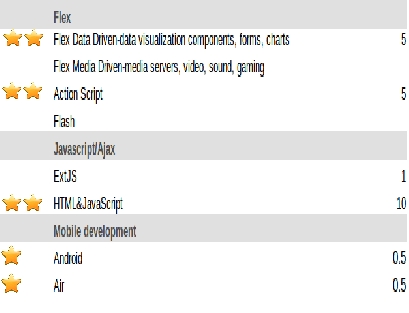 Flex
Flex Data Driven-data visualization components, forms, charts 5
Flex Media Driven-media servers, video, sound, gaming
Action Script 5
Flash
Javascript/Ajax
ExtJS 1
HTML&JavaScript 10
Mobile development
Android 0.5
Air 0.5